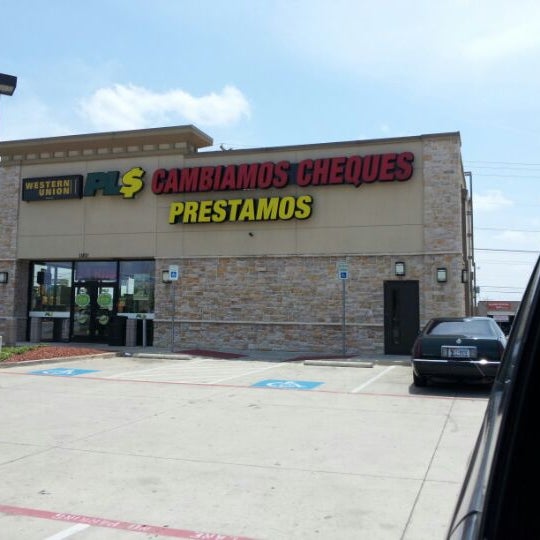 WESTERN
UNION
PL$
CAMBIAMOS CHEQUES
PRESTAMOS